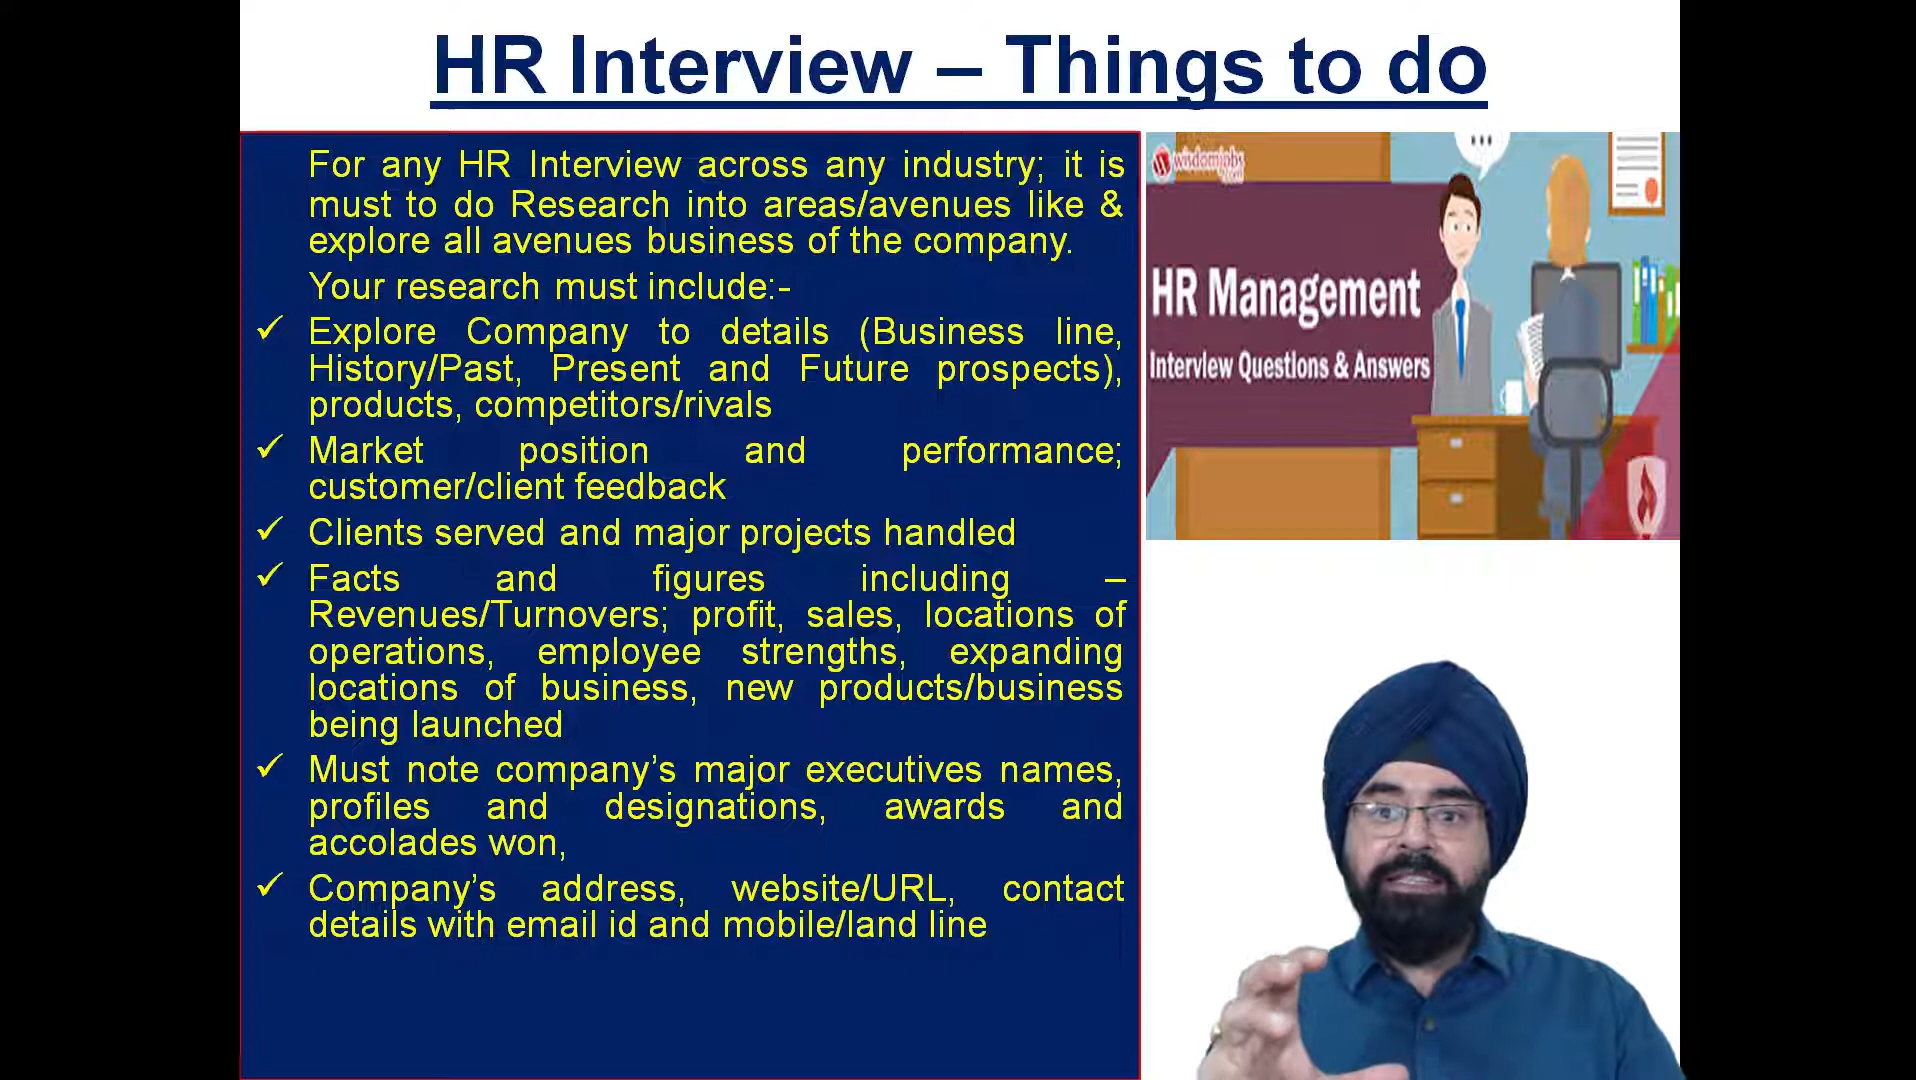 HR Interview – Things to do
For any HR Interview across any industry; it is
must to do Research into areas/avenues like &
explore all avenues business of the company.
Your research must include:-
✓ Explore Company to details (Business line,
History/Past, Present and Future prospects),
products, competitors/rivals
✓ Market position and performance;
customer/client feedback
✓ Clients served and major projects handled
✓ Facts and figures including –
Revenues/Turnovers; profit, sales, locations of
operations, employee strengths, expanding
locations of business, new products/business
being launched
✓ Must note company’s major executives names,
profiles and designations, awards and
accolades won,
✓ Company’s address, website/URL, contact
details with email id and mobile/land line
wisdomjobs
.com
...
HR Management
Interview Questions & Answers